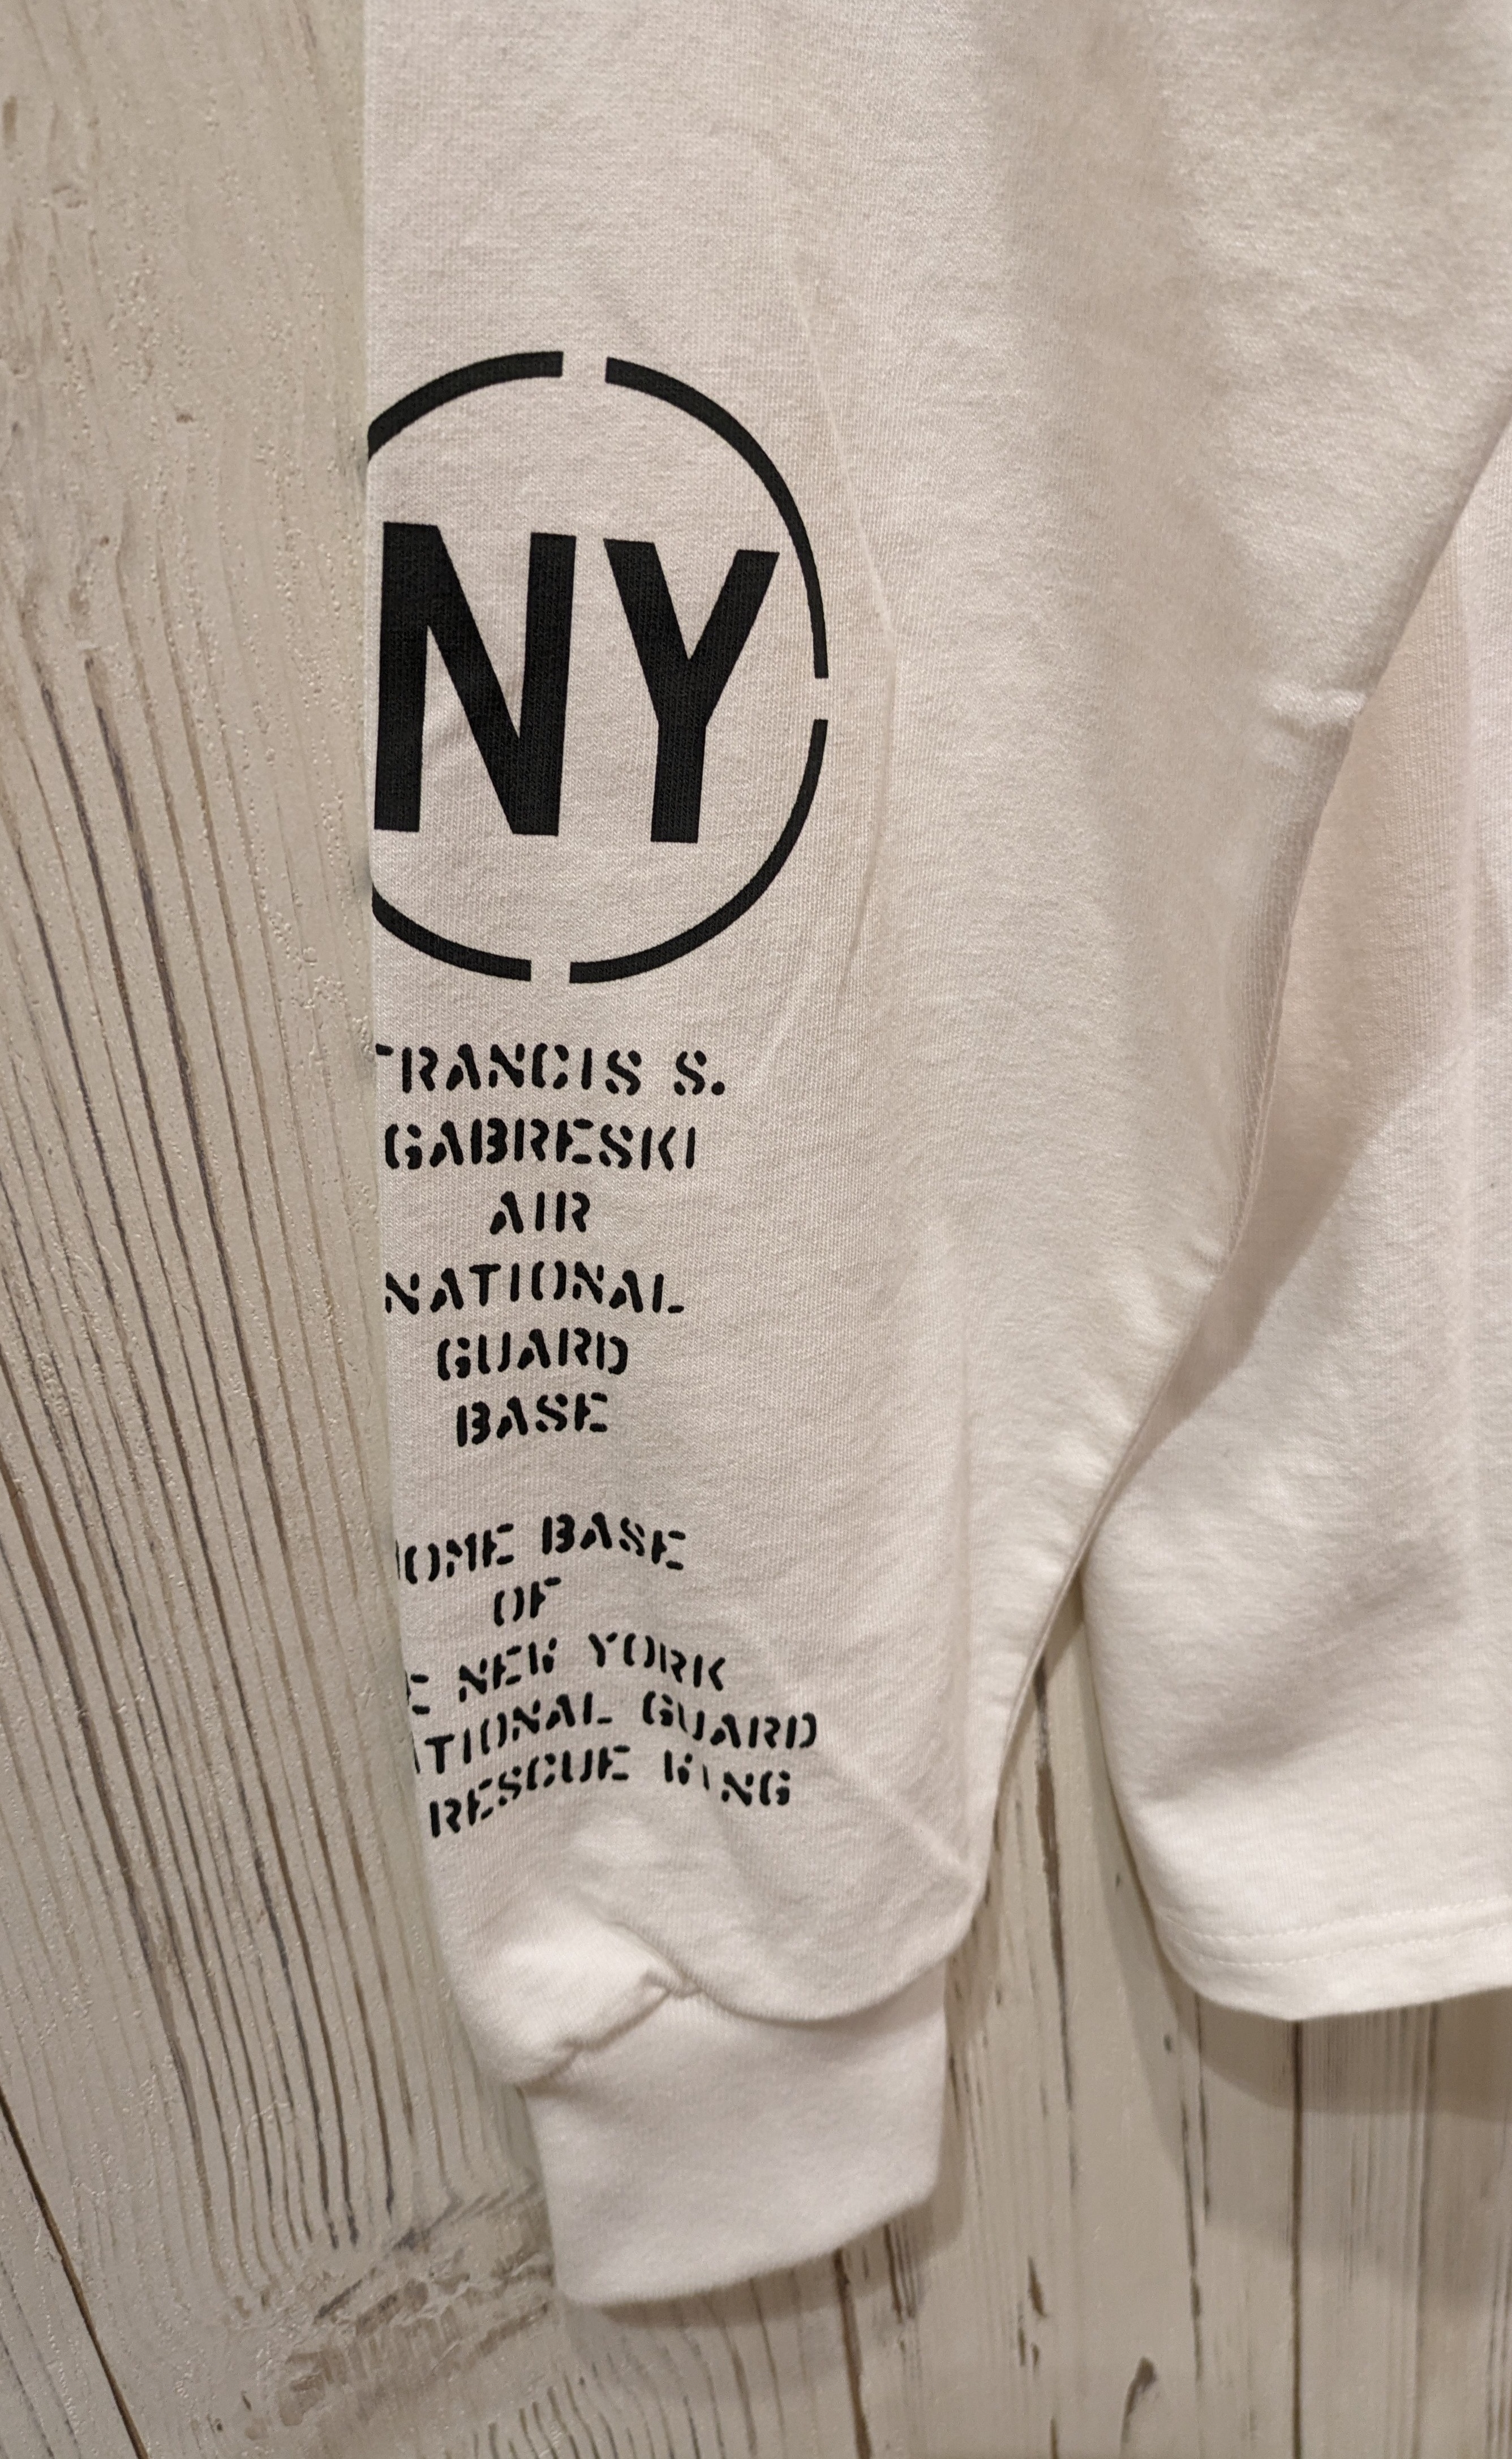 NY
FRANCIS S.
GABRESKI
AIR
NATIONAL
GUARD
BASE
HOME BASE
OF
NEW YORK
NATIONAL GUARD
RESCUE WING